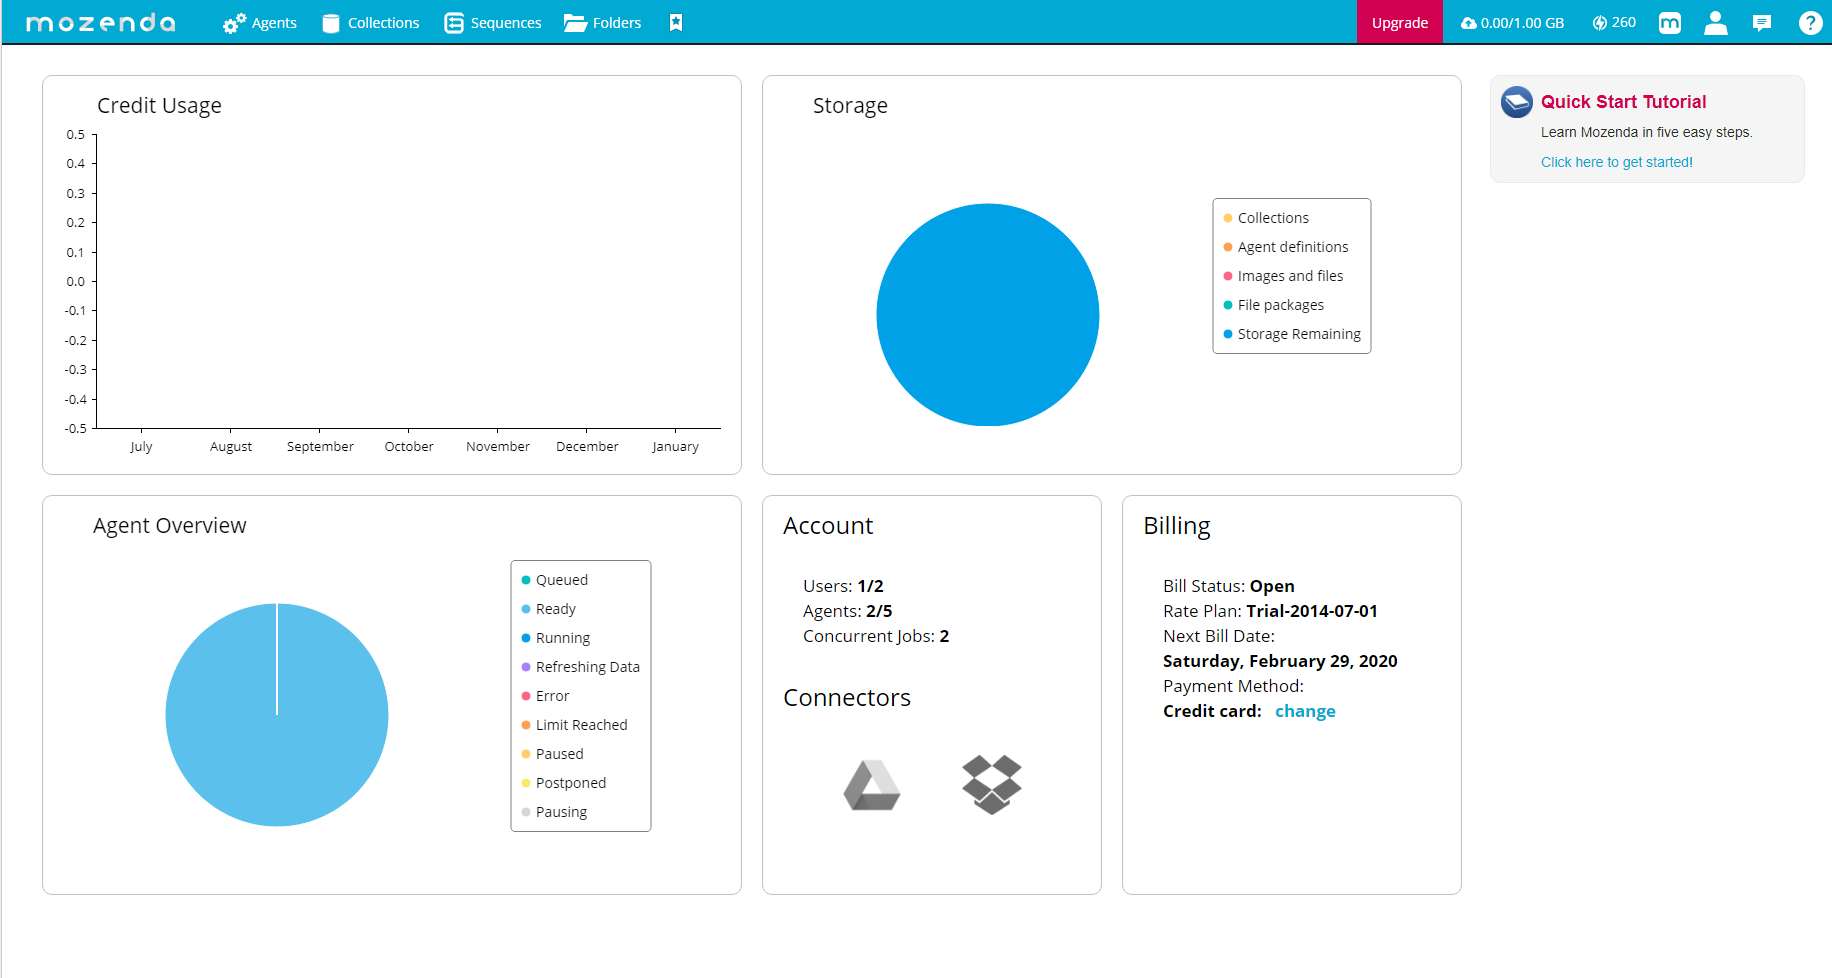 mozenda Agents Collections Sequences Folders Upgrade 0.00/1.00 GB 260 m ?
Credit Usage
0.5
0.4
0.3
0.2
0.1
0.0
-0.1
-0.2
-0.3
-0.4
-0.5
July August September October November December January
Storage
Collections
Agent definitions
Images and files
File packages
Storage Remaining
Quick Start Tutorial
Learn Mozenda in five easy steps.
Click here to get started!
Agent Overview
Queued
Ready
Running
Refreshing Data
Error
Limit Reached
Paused
Postponed
Pausing
Account
Users: 1/2
Agents: 2/5
Concurrent Jobs: 2
Connectors
Billing
Bill Status: Open
Rate Plan: Trial-2014-07-01
Next Bill Date:
Saturday, February 29, 2020
Payment Method:
Credit card: change